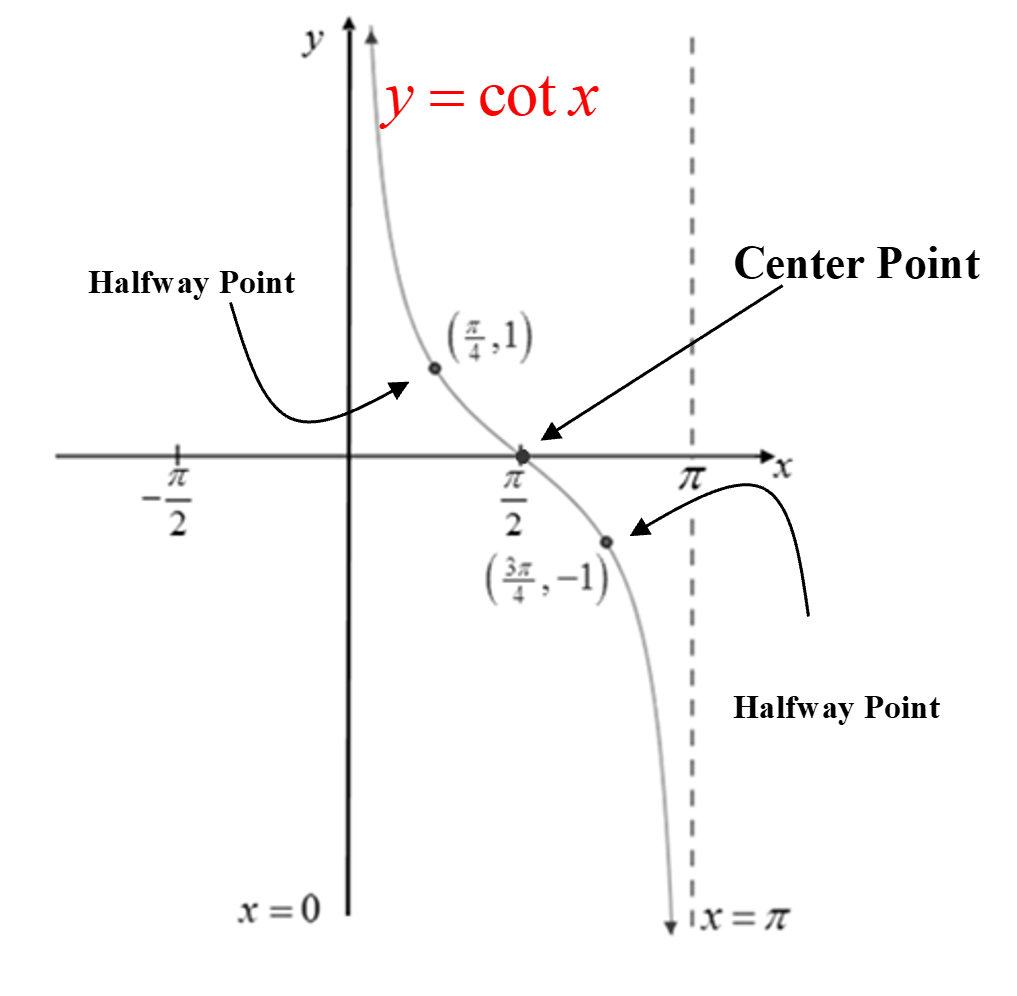 y
y = cot x
Center Point
Halfway Point
(π/4, 1)
x
-π/2
π/2
π
(3π/4, -1)
Halfway Point
x = 0
x = π